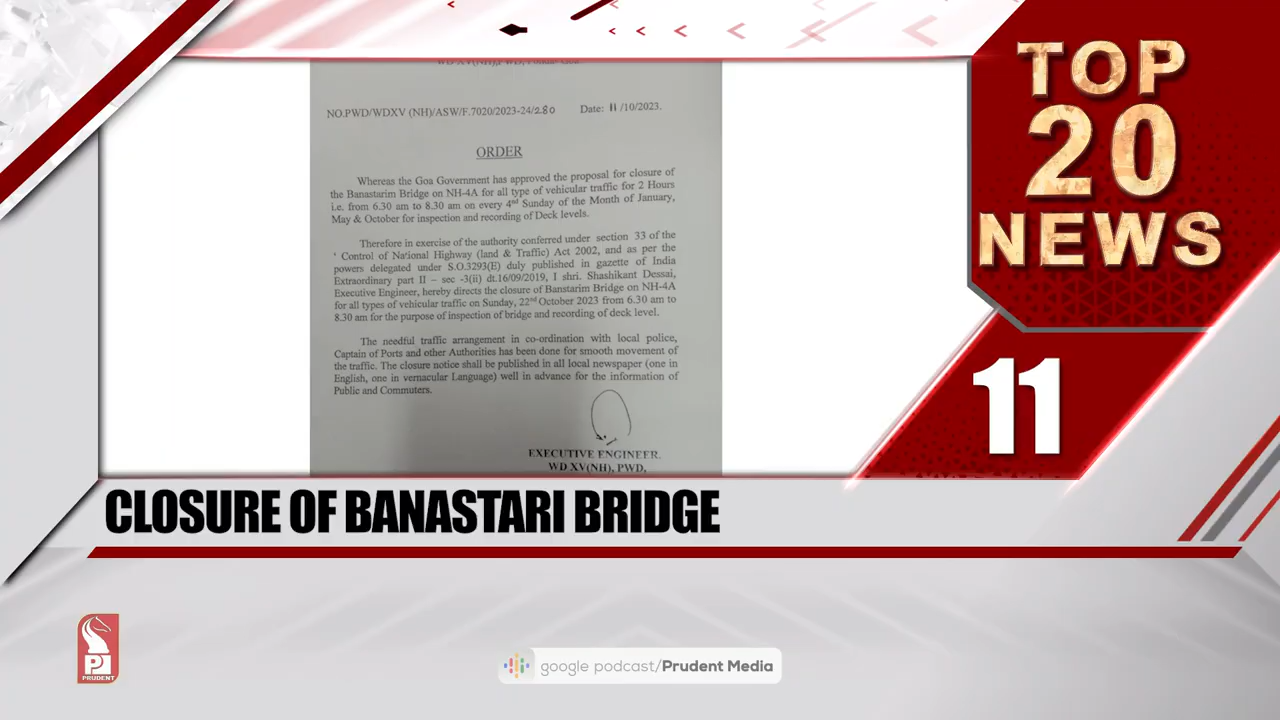 WD XV(NH), PWD, Ponda-Goa.
NO.PWD/WDXV (NH)/ASW/F.7020/2023-24/280 Date: 11/10/2023.
ORDER
Whereas the Goa Government has approved the proposal for closure of
the Banastarim Bridge on NH-4A for all type of vehicular traffic for 2 Hours
i.e. from 6.30 am to 8.30 am on every 4th Sunday of the Month of January,
May & October for inspection and recording of Deck levels.
Therefore in exercise of the authority conferred under section 33 of the
Control of National Highway (land & Traffic) Act 2002, and as per the
powers delegated under S.O.3293(E) duly published in gazette of India
Extraordinary part II – sec -3(ii) dt.16/09/2019, I shri. Shashikant Dessai,
Executive Engineer, hereby directs the closure of Banstarim Bridge on NH-4A
for all types of vehicular traffic on Sunday, 22nd October 2023 from 6.30 am to
8.30 am for the purpose of inspection of bridge and recording of deck level.
The needful traffic arrangement in co-ordination with local police,
Captain of Ports and other Authorities has been done for smooth movement of
the traffic. The closure notice shall be published in all local newspaper (one in
English, one in vernacular Language) well in advance for the information of
Public and Commuters.
EXECUTIVE ENGINEER.
WD XV(NH), PWD,
TOP
20
NEWS
11
CLOSURE OF BANASTARI BRIDGE
PRUDENT
google podcast/Prudent Media